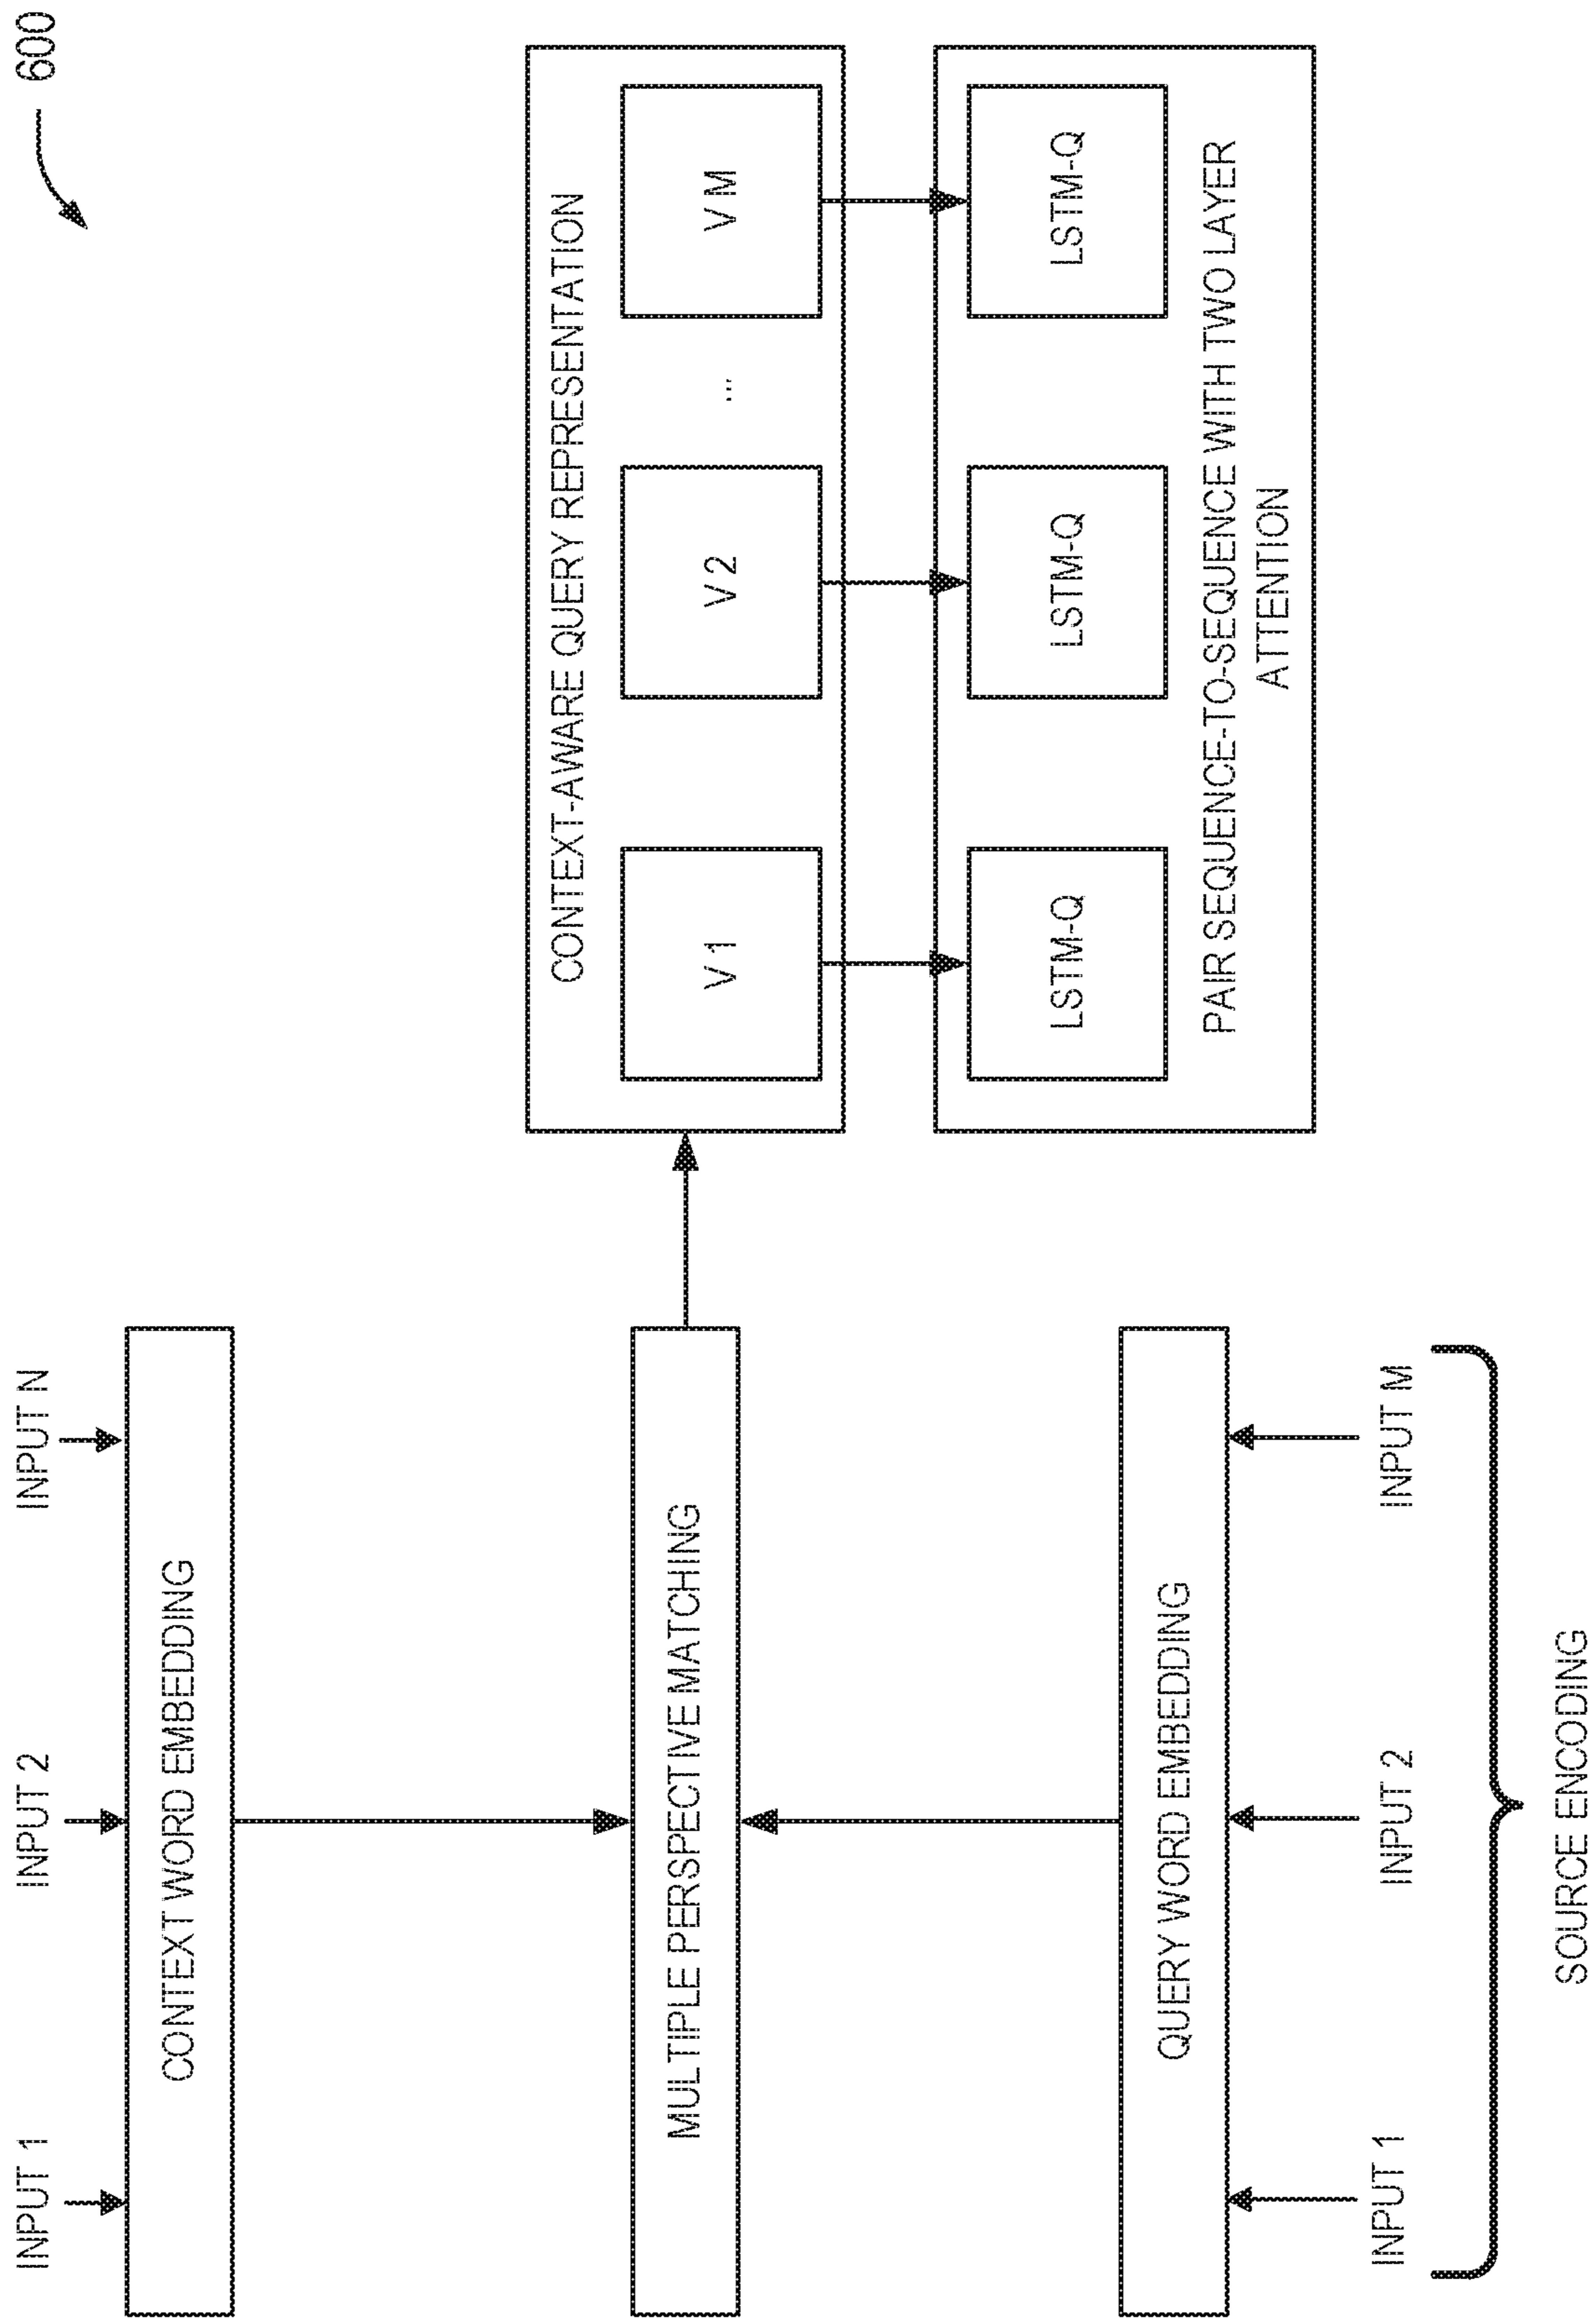 600
INPUT 1
INPUT 2
INPUT N
CONTEXT WORD EMBEDDING
MULTIPLE PERSPECTIVE MATCHING
QUERY WORD EMBEDDING
INPUT 1
INPUT 2
INPUT M
SOURCE ENCODING
CONTEXT-AWARE QUERY REPRESENTATION
V 1
V 2
...
V M
LSTM-Q
LSTM-Q
LSTM-Q
PAIR SEQUENCE-TO-SEQUENCE WITH TWO LAYER
ATTENTION